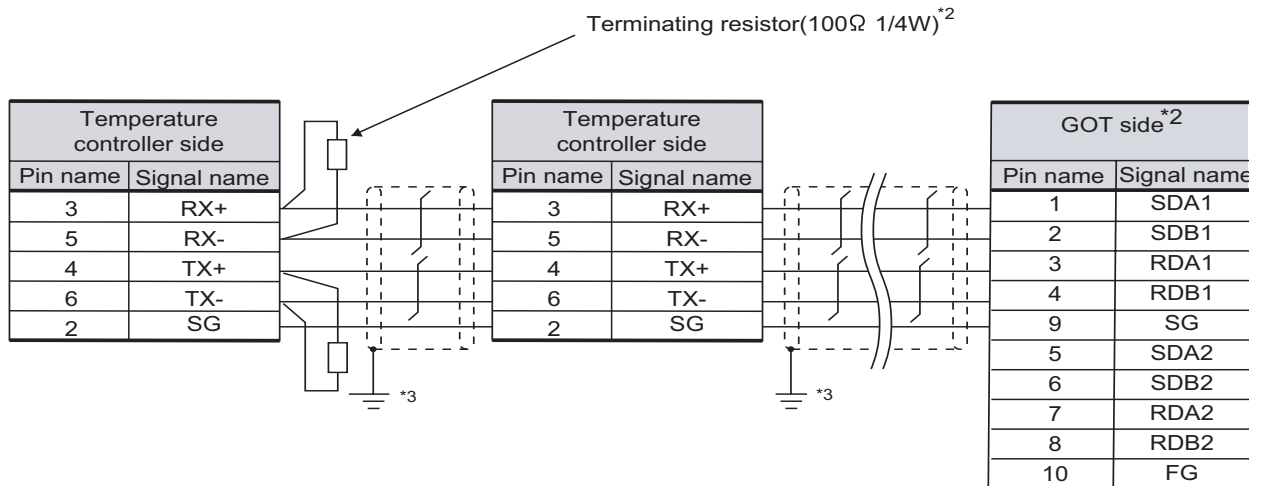 Terminating resistor(100Ω 1/4W)*2
Temperature
controller side
Pin name Signal name
3 RX+
5 RX-
4 TX+
6 TX-
2 SG
*3
Temperature
controller side
Pin name Signal name
3 RX+
5 RX-
4 TX+
6 TX-
2 SG
*3
GOT side*2
Pin name Signal name
1 SDA1
2 SDB1
3 RDA1
4 RDB1
9 SG
5 SDA2
6 SDB2
7 RDA2
8 RDB2
10 FG